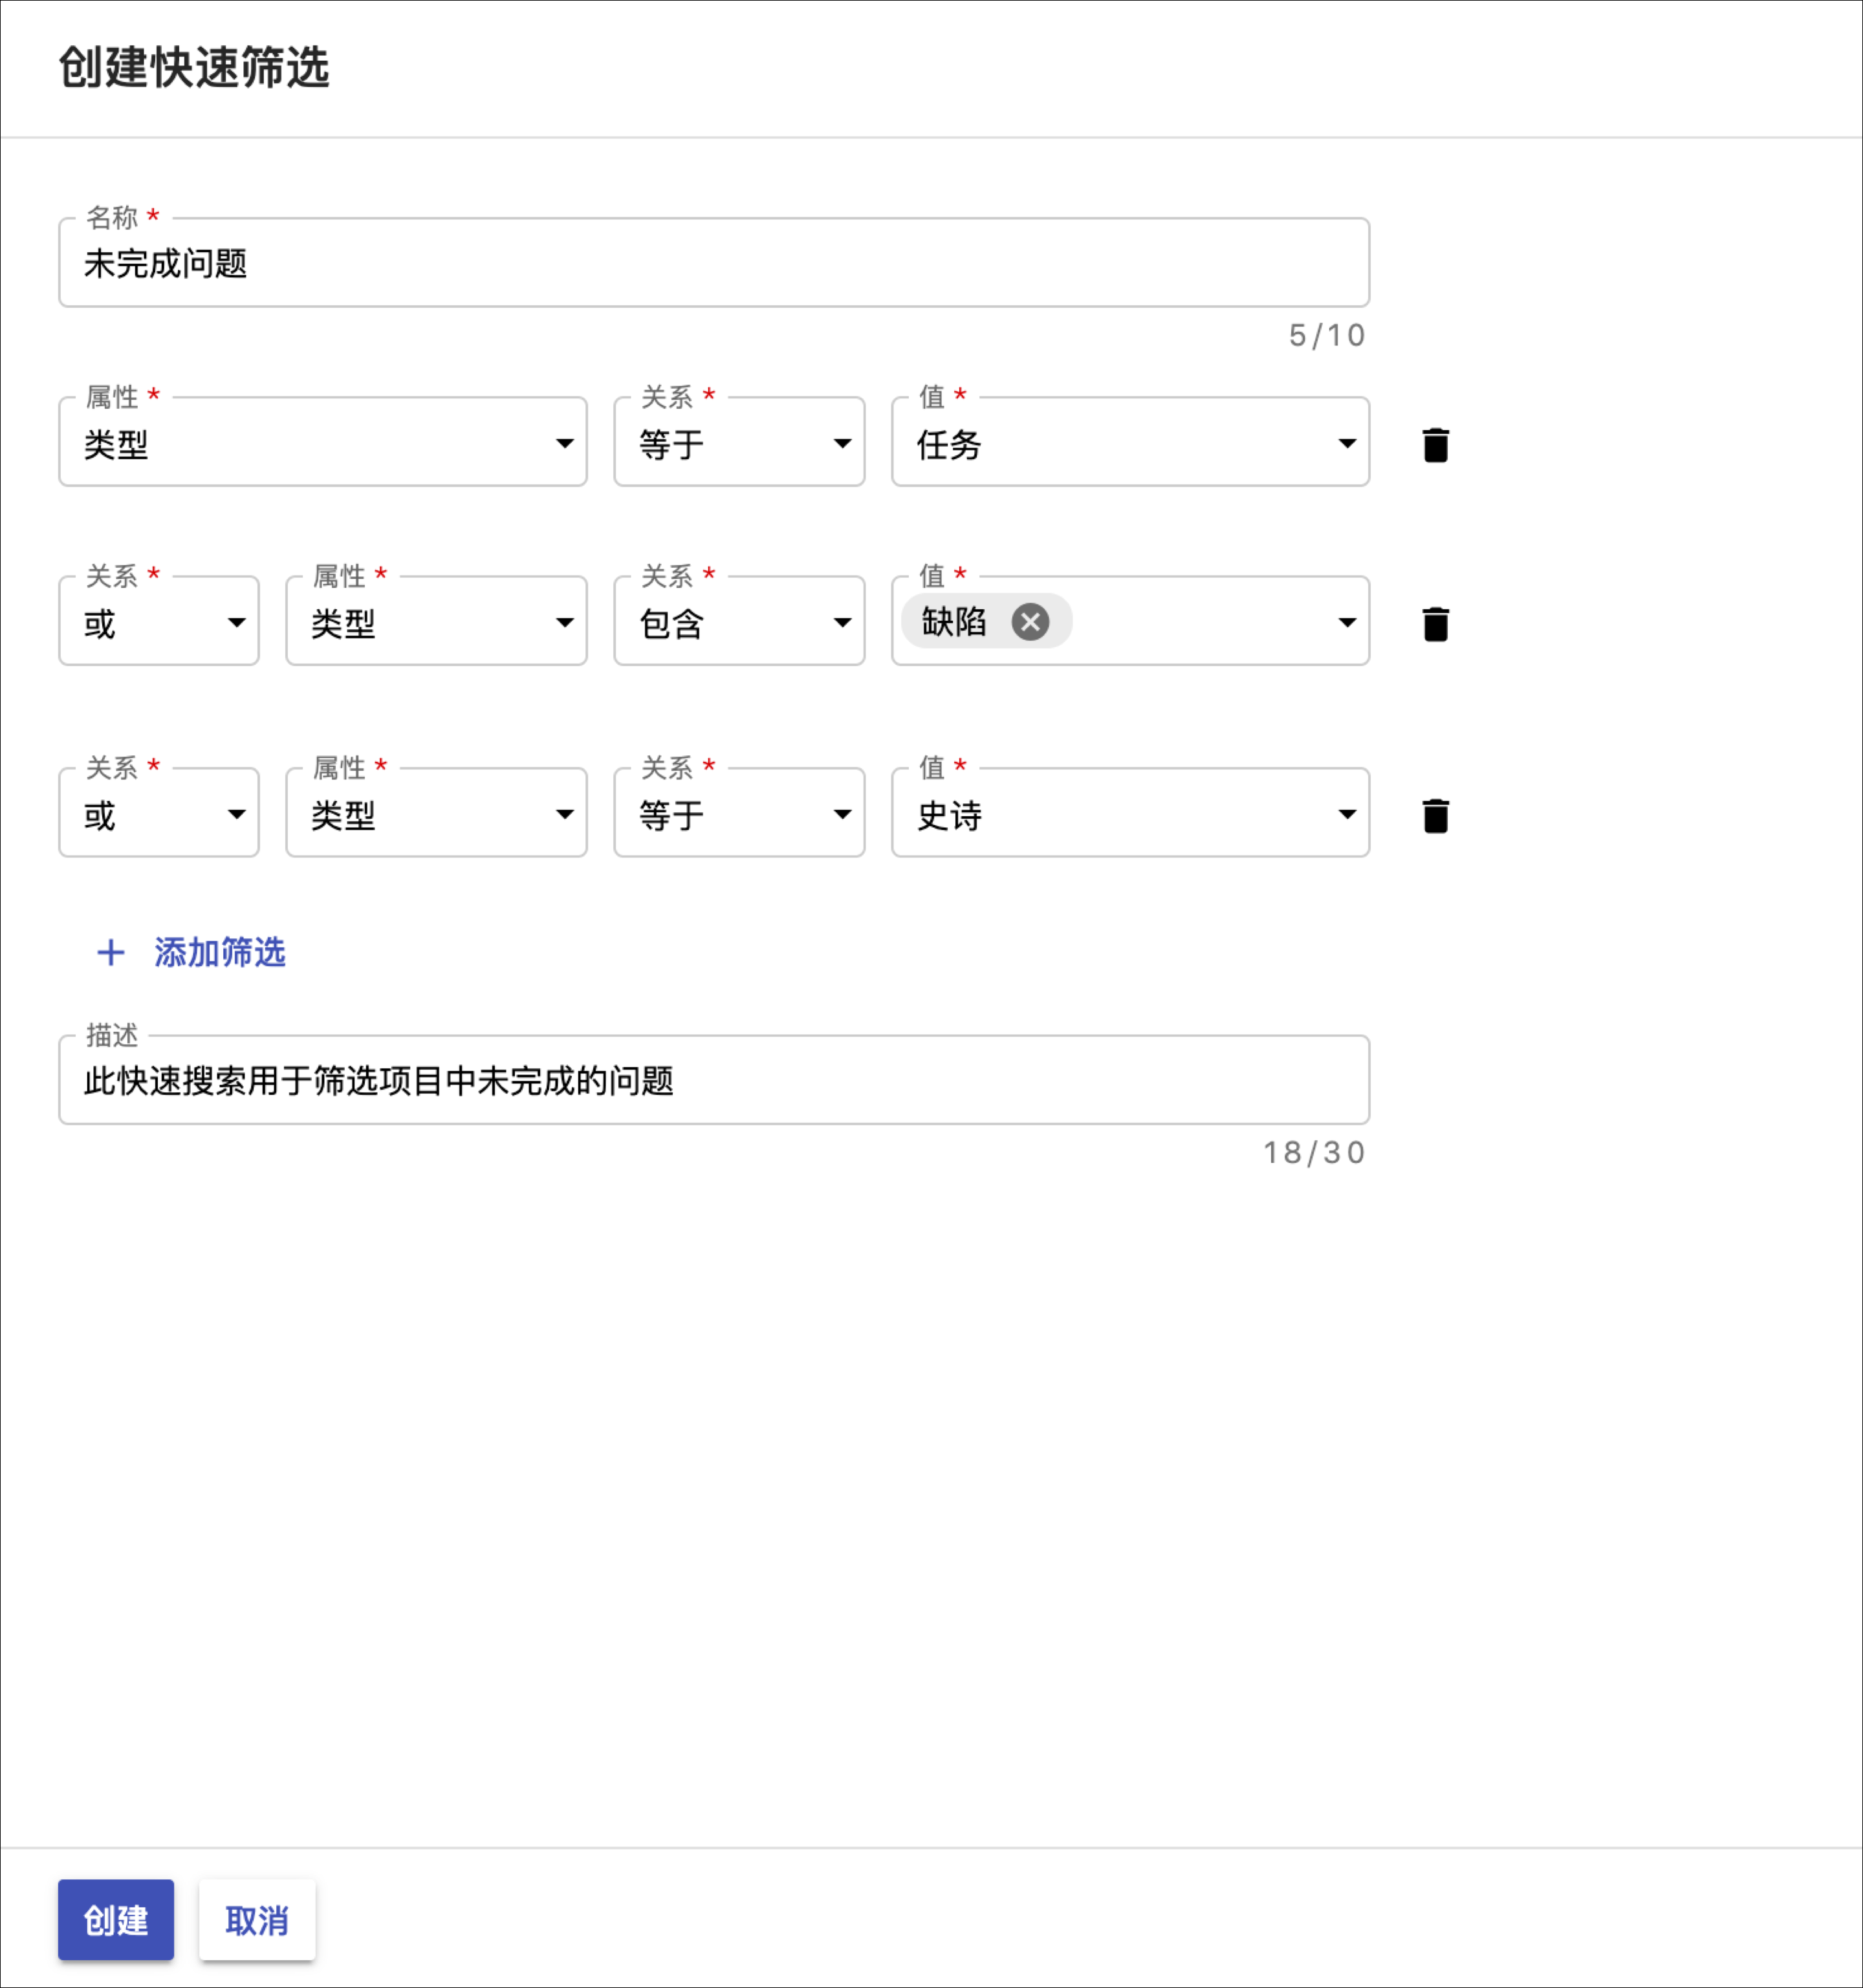 创建快速筛选
名称 *
未完成问题
5/10
属性 * 关系 * 值 *
类型 等于 任务
关系 * 属性 * 关系 * 值 *
或 类型 包含 缺陷
关系 * 属性 * 关系 * 值 *
或 类型 等于 史诗
+ 添加筛选
描述
此快速搜索用于筛选项目中未完成的问题
18/30
创建 取消